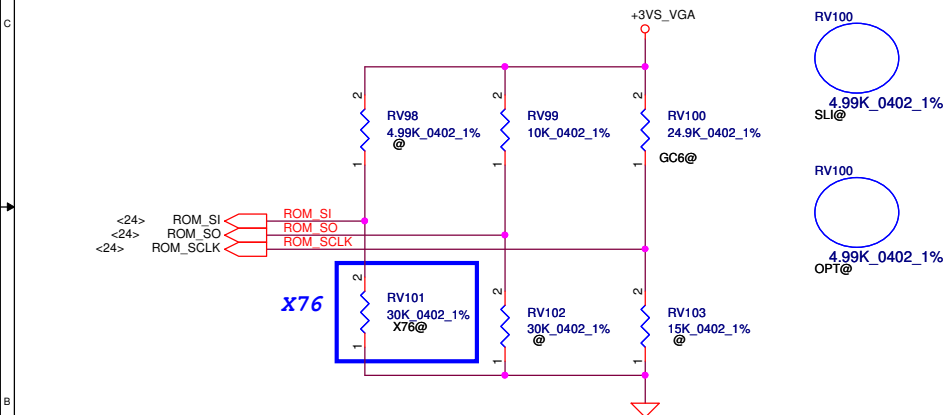 C
+3VS_VGA
RV100
4.99K_0402_1%
SLI@
2
RV98
4.99K_0402_1%
@
1
2
RV99
10K_0402_1%
1
2
RV100
24.9K_0402_1%
GC6@
1
RV100
4.99K_0402_1%
OPT@
<24> ROM_SI ROM_SI
<24> ROM_SO ROM_SO
<24> ROM_SCLK ROM_SCLK
X76
2
RV101
30K_0402_1%
X76@
1
2
RV102
30K_0402_1%
@
1
2
RV103
15K_0402_1%
@
1
B